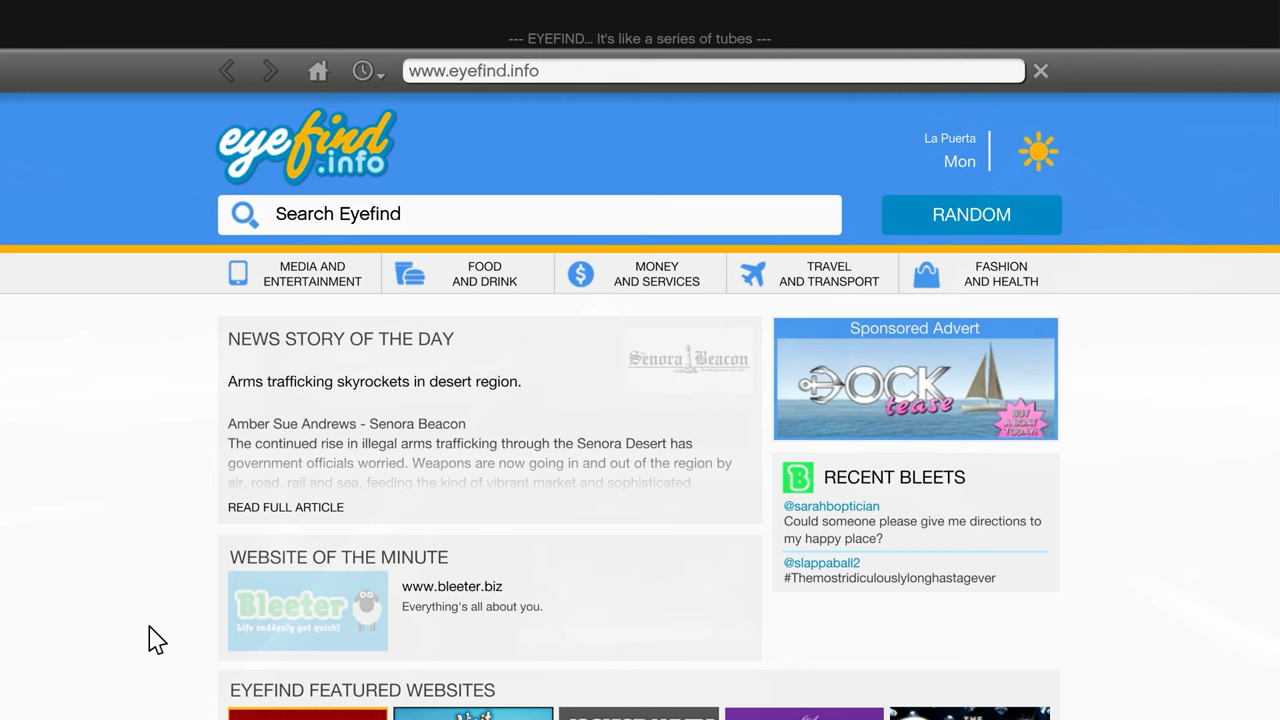 --- EYEFIND... It's like a series of tubes ---
www.eyefind.info
eyefind
.info
La Puerta
Mon
Search Eyefind
RANDOM
MEDIA AND
ENTERTAINMENT
FOOD
AND DRINK
MONEY
AND SERVICES
TRAVEL
AND TRANSPORT
FASHION
AND HEALTH
NEWS STORY OF THE DAY
Senora Beacon
Arms trafficking skyrockets in desert region.
Amber Sue Andrews - Senora Beacon
The continued rise in illegal arms trafficking through the Senora Desert has
government officials worried. Weapons are now going in and out of the region by
air, road, rail and sea, feeding the kind of vibrant market and sophisticated
READ FULL ARTICLE
Sponsored Advert
DOCK
tease
BUY
A BOAT
TODAY!
B RECENT BLEETS
@sarahboptician
Could someone please give me directions to
my happy place?
@slappaball2
#Themostridiculouslylonghastagever
WEBSITE OF THE MINUTE
Bleeter
Life suddenly got quick!
www.bleeter.biz
Everything's all about you.
EYEFIND FEATURED WEBSITES
THE